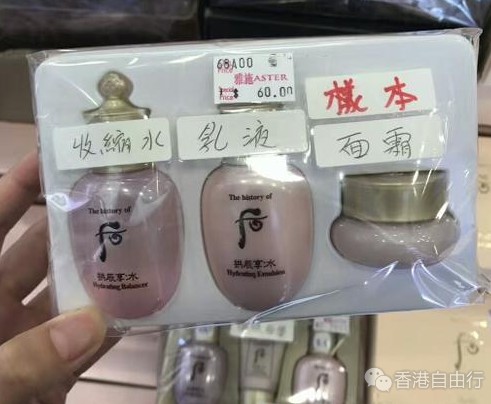 68A00
Price
雅施ASTER
60.00
樣本
收縮水
乳液
面霜
The history of
后
拱辰享:水
Hydrating Balancer
The history of
后
拱辰享:水
Hydrating Emulsion
香港自由行